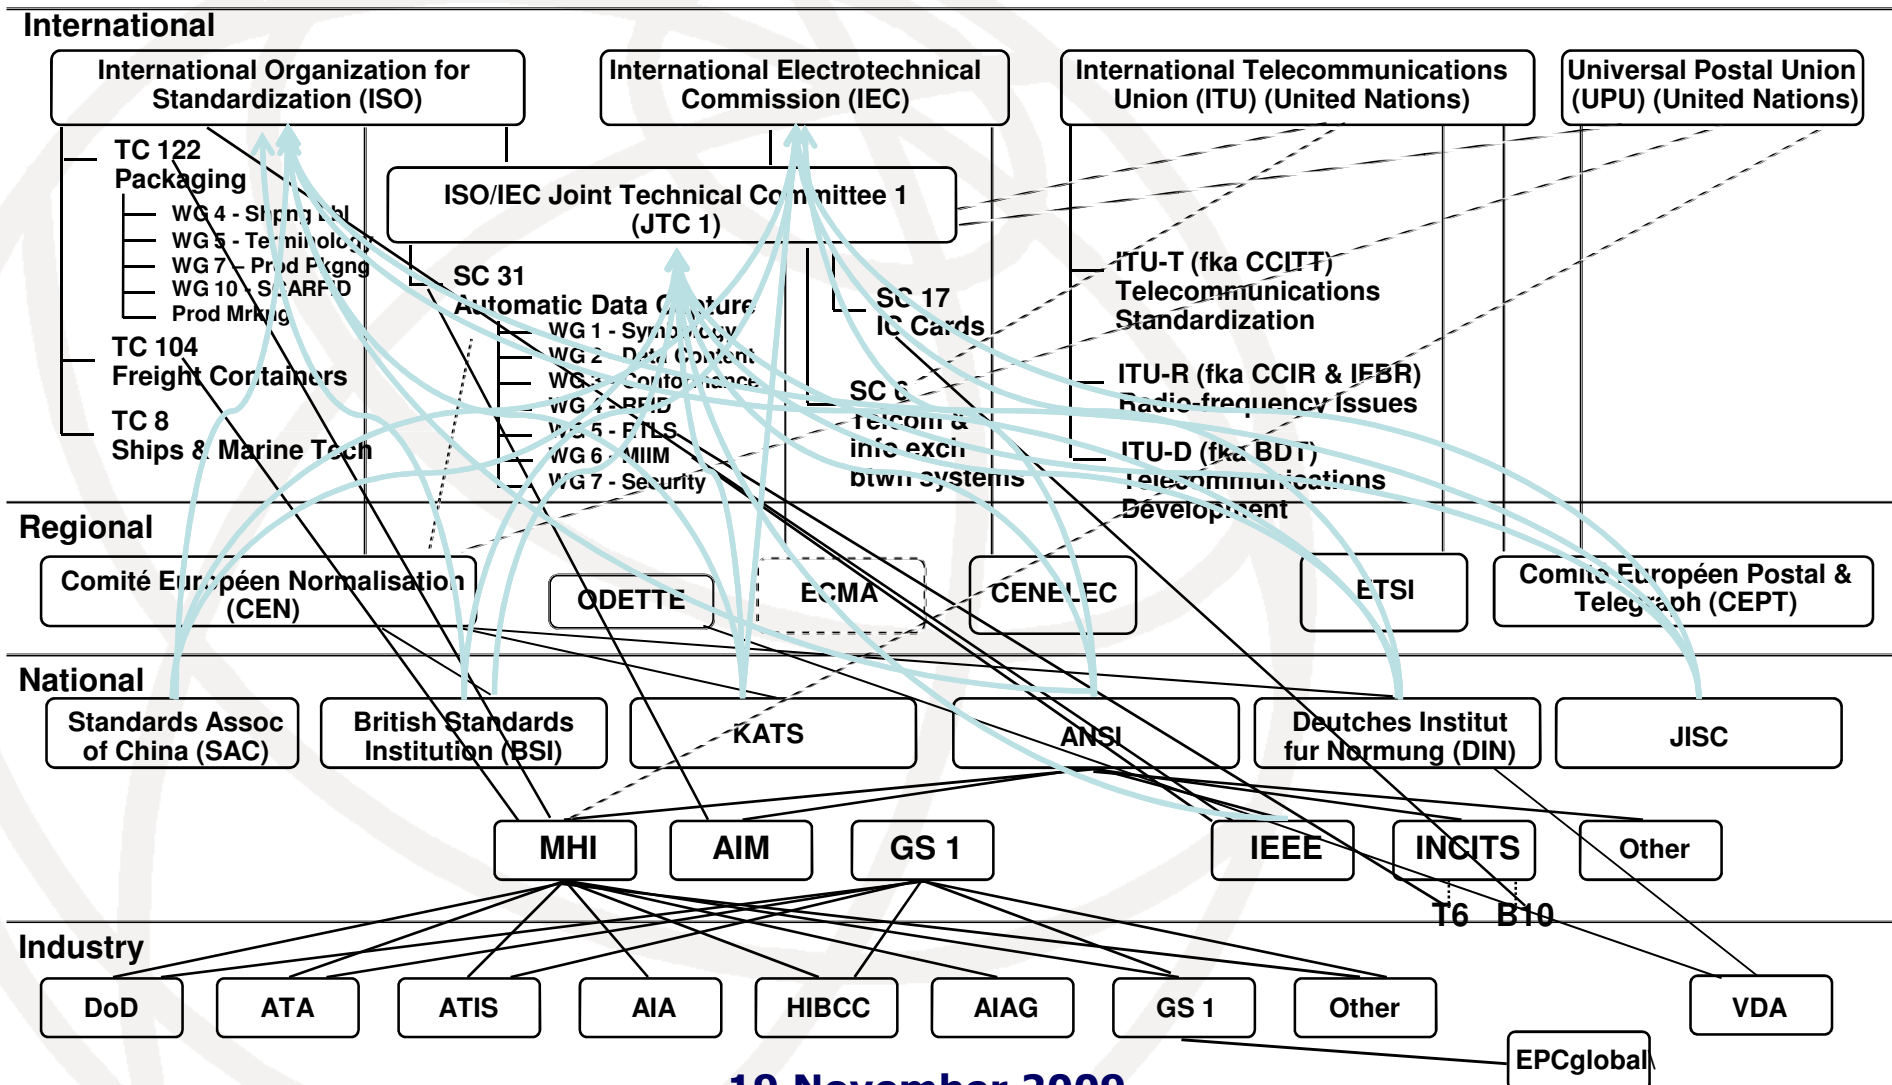 International
International Organization for
Standardization (ISO)
International Electrotechnical
Commission (IEC)
International Telecommunications
Union (ITU) (United Nations)
Universal Postal Union
(UPU) (United Nations)
TC 122
Packaging
WG 4 - Shpng Lbl
WG 5 - Terminology
WG 7 – Prod Pkgng
WG 10 - SCARFID
Prod Mrkng
TC 104
Freight Containers
TC 8
Ships & Marine Tech
ISO/IEC Joint Technical Committee 1
(JTC 1)
SC 31
Automatic Data Capture
WG 1 - Symbology
WG 2 - Data Content
WG 3 - Conformance
WG 4 - RFID
WG 5 - RTLS
WG 6 - MIIM
WG 7 - Security
SC 17
IC Cards
SC 6
Telcom &
info exch
btwn systems
ITU-T (fka CCITT)
Telecommunications
Standardization
ITU-R (fka CCIR & IFBR)
Radio-frequency Issues
ITU-D (fka BDT)
Telecommunications
Development
Regional
Comité Européen Normalisation
(CEN)
ODETTE
ECMA
CENELEC
ETSI
Comité Européen Postal &
Telegraph (CEPT)
National
Standards Assoc
of China (SAC)
British Standards
Institution (BSI)
KATS
ANSI
Deutches Institut
fur Normung (DIN)
JISC
MHI
AIM
GS 1
IEEE
INCITS
Other
T6
B10
Industry
DoD
ATA
ATIS
AIA
HIBCC
AIAG
GS 1
Other
VDA
EPCglobal
19 November 2009